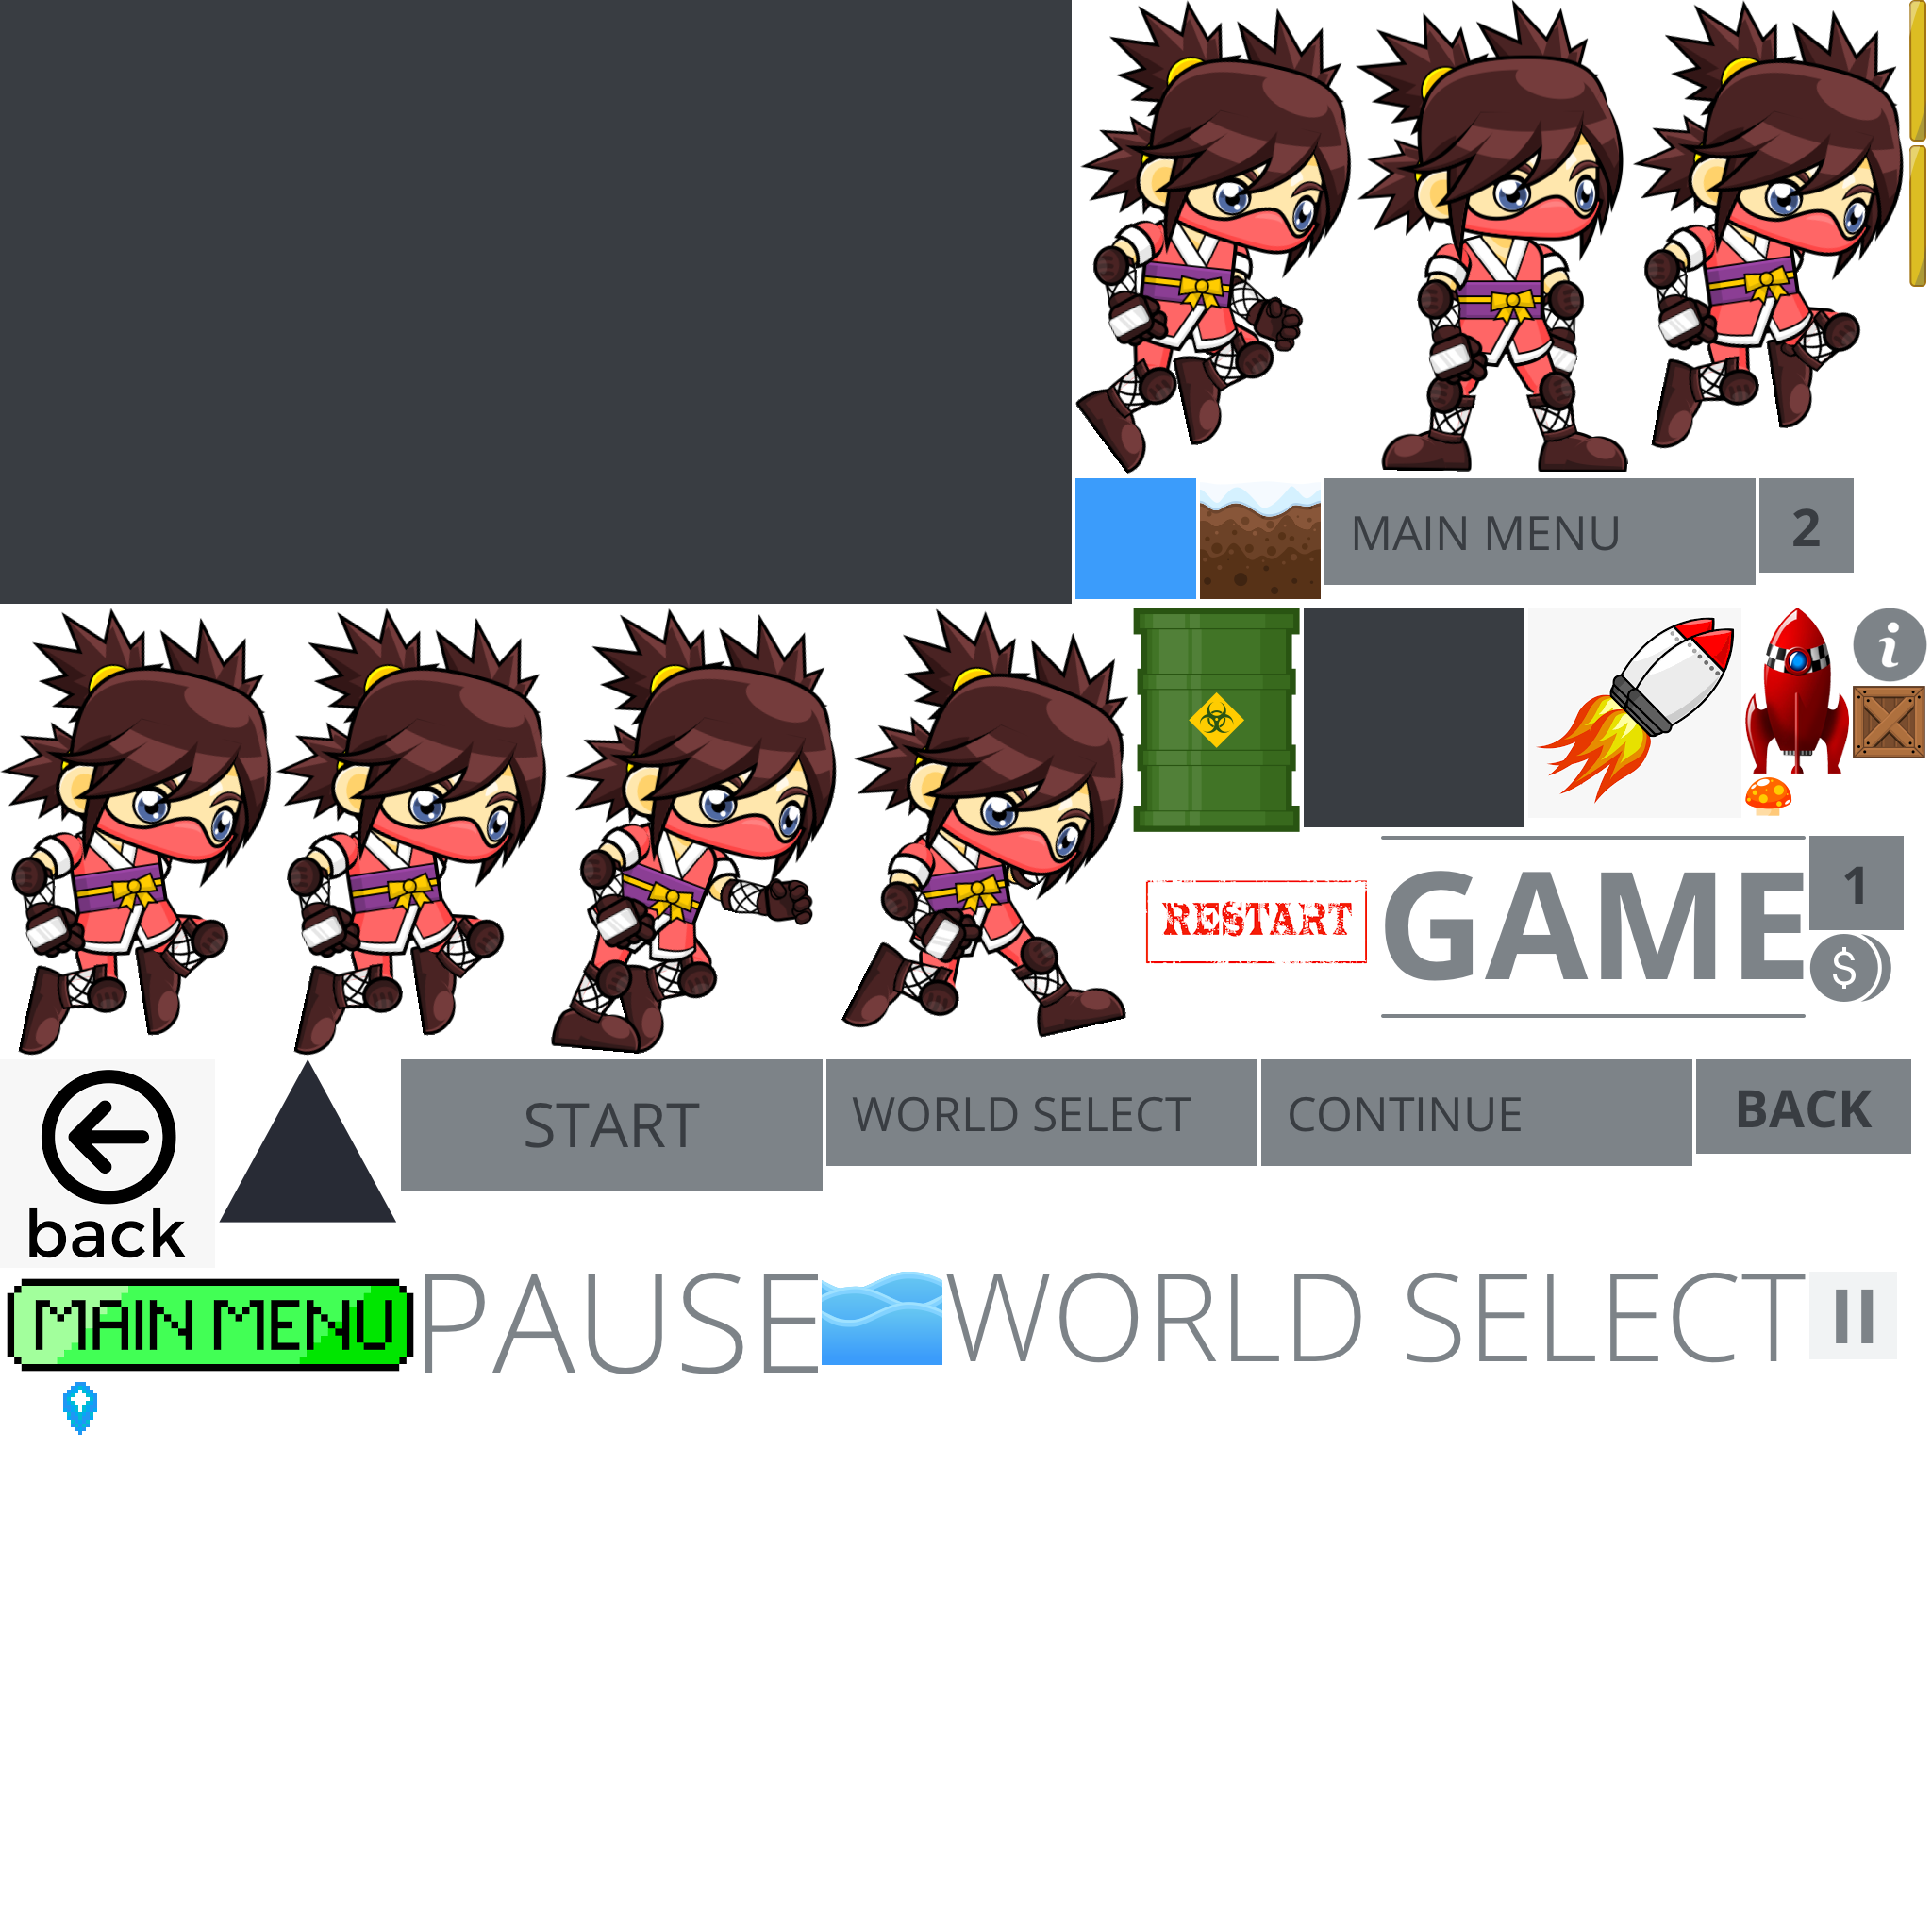 MAIN MENU
2
i
RESTART
GAME
1
$
back
START
WORLD SELECT
CONTINUE
BACK
MAIN MENU
PAUSE
WORLD SELECT